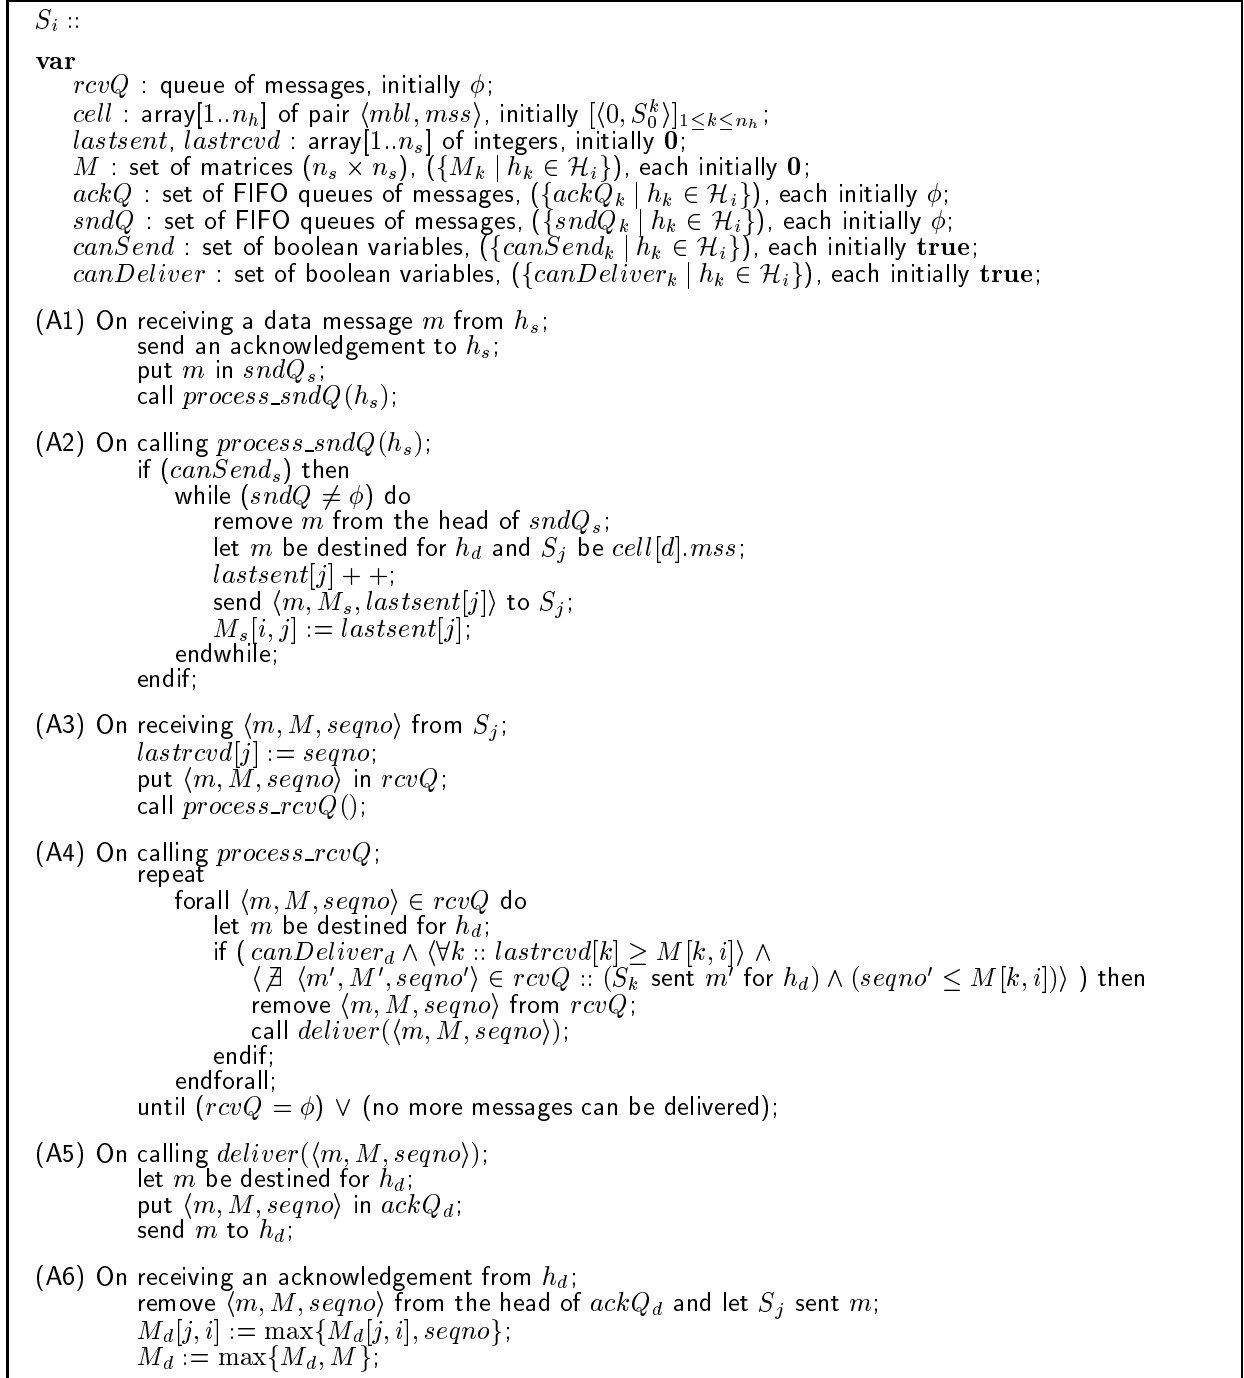 S_i ::
var
rcvQ : queue of messages, initially ϕ;
cell : array[1..n_h] of pair ⟨mbl, mss⟩, initially [⟨0, S_0^k⟩]_{1≤k≤n_h};
lastsent, lastrcvd : array[1..n_s] of integers, initially 0;
M : set of matrices (n_s × n_s), ({M_k | h_k ∈ ℋ_i}), each initially 0;
ackQ : set of FIFO queues of messages, ({ackQ_k | h_k ∈ ℋ_i}), each initially ϕ;
sndQ : set of FIFO queues of messages, ({sndQ_k | h_k ∈ ℋ_i}), each initially ϕ;
canSend : set of boolean variables, ({canSend_k | h_k ∈ ℋ_i}), each initially true;
canDeliver : set of boolean variables, ({canDeliver_k | h_k ∈ ℋ_i}), each initially true;
(A1) On receiving a data message m from h_s;
send an acknowledgement to h_s;
put m in sndQ_s;
call process_sndQ(h_s);
(A2) On calling process_sndQ(h_s);
if (canSend_s) then
while (sndQ ≠ ϕ) do
remove m from the head of sndQ_s;
let m be destined for h_d and S_j be cell[d].mss;
lastsent[j] + +;
send ⟨m, M_s, lastsent[j]⟩ to S_j;
M_s[i, j] := lastsent[j];
endwhile;
endif;
(A3) On receiving ⟨m, M, seqno⟩ from S_j;
lastrcvd[j] := seqno;
put ⟨m, M, seqno⟩ in rcvQ;
call process_rcvQ();
(A4) On calling process_rcvQ;
repeat
forall ⟨m, M, seqno⟩ ∈ rcvQ do
let m be destined for h_d;
if ( canDeliver_d ∧ ⟨∀k :: lastrcvd[k] ≥ M[k, i]⟩ ∧
⟨∄ ⟨m′, M′, seqno′⟩ ∈ rcvQ :: (S_k sent m′ for h_d) ∧ (seqno′ ≤ M[k, i])⟩ ) then
remove ⟨m, M, seqno⟩ from rcvQ;
call deliver(⟨m, M, seqno⟩);
endif;
endforall;
until (rcvQ = ϕ) ∨ (no more messages can be delivered);
(A5) On calling deliver(⟨m, M, seqno⟩);
let m be destined for h_d;
put ⟨m, M, seqno⟩ in ackQ_d;
send m to h_d;
(A6) On receiving an acknowledgement from h_d;
remove ⟨m, M, seqno⟩ from the head of ackQ_d and let S_j sent m;
M_d[j, i] := max{M_d[j, i], seqno};
M_d := max{M_d, M};